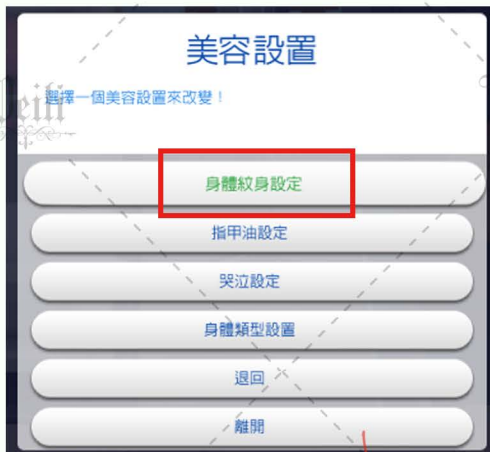 美容設置
選擇一個美容設置來改變！
身體紋身設定
指甲油設定
哭泣設定
身體類型設置
退回
離開